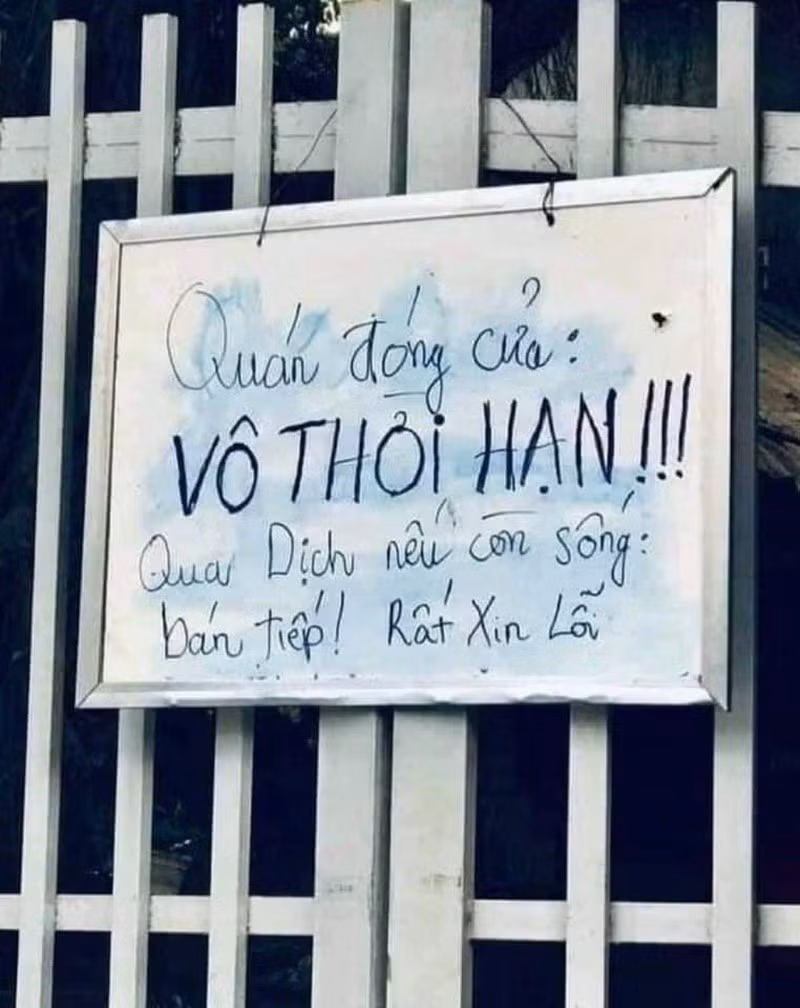 Quán đóng cửa:
VÔ THỜI HẠN!!!
Qua Dịch nếu còn sống:
bán tiếp! Rất Xin Lỗi